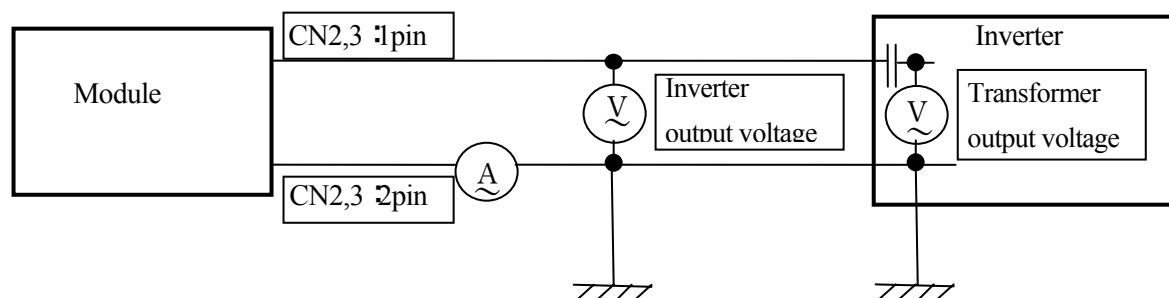 CN2,3 :1pin
Inverter
Module
Inverter
output voltage
V
V
Transformer
output voltage
A
CN2,3 :2pin